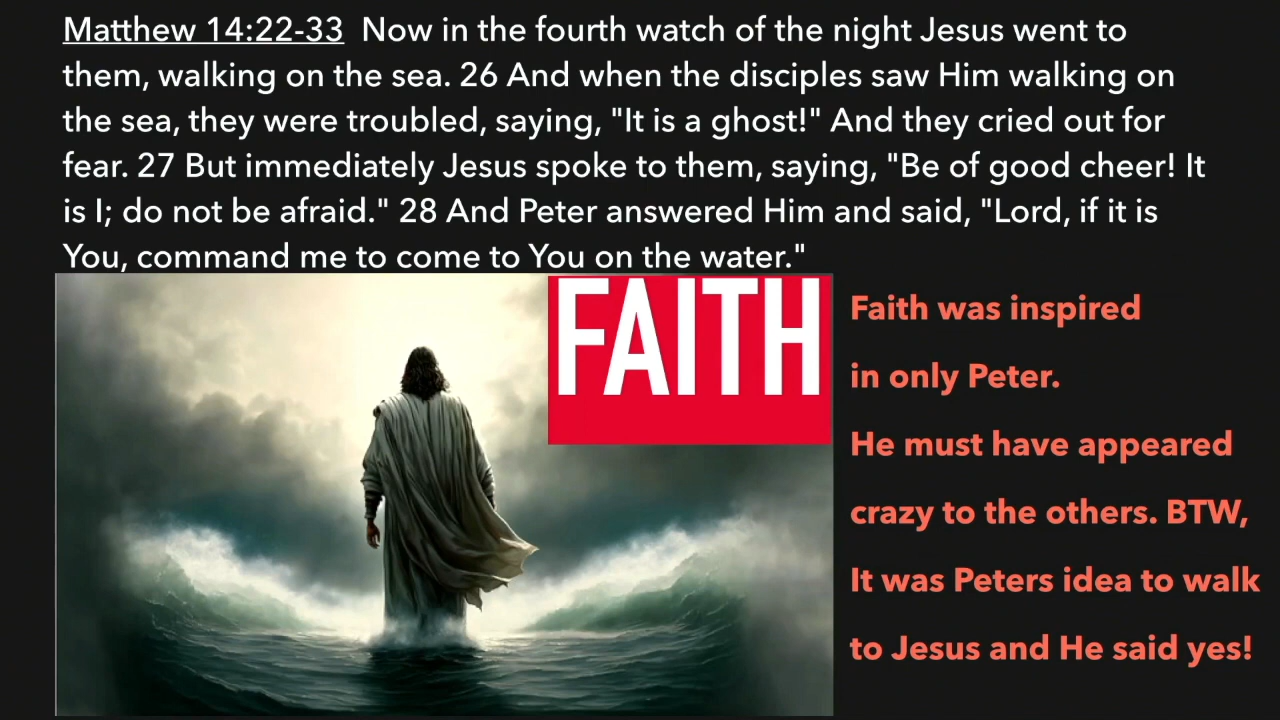 Matthew 14:22-33  Now in the fourth watch of the night Jesus went to
them, walking on the sea. 26 And when the disciples saw Him walking on
the sea, they were troubled, saying, "It is a ghost!" And they cried out for
fear. 27 But immediately Jesus spoke to them, saying, "Be of good cheer! It
is I; do not be afraid." 28 And Peter answered Him and said, "Lord, if it is
You, command me to come to You on the water."
FAITH
Faith was inspired
in only Peter.
He must have appeared
crazy to the others. BTW,
It was Peters idea to walk
to Jesus and He said yes!